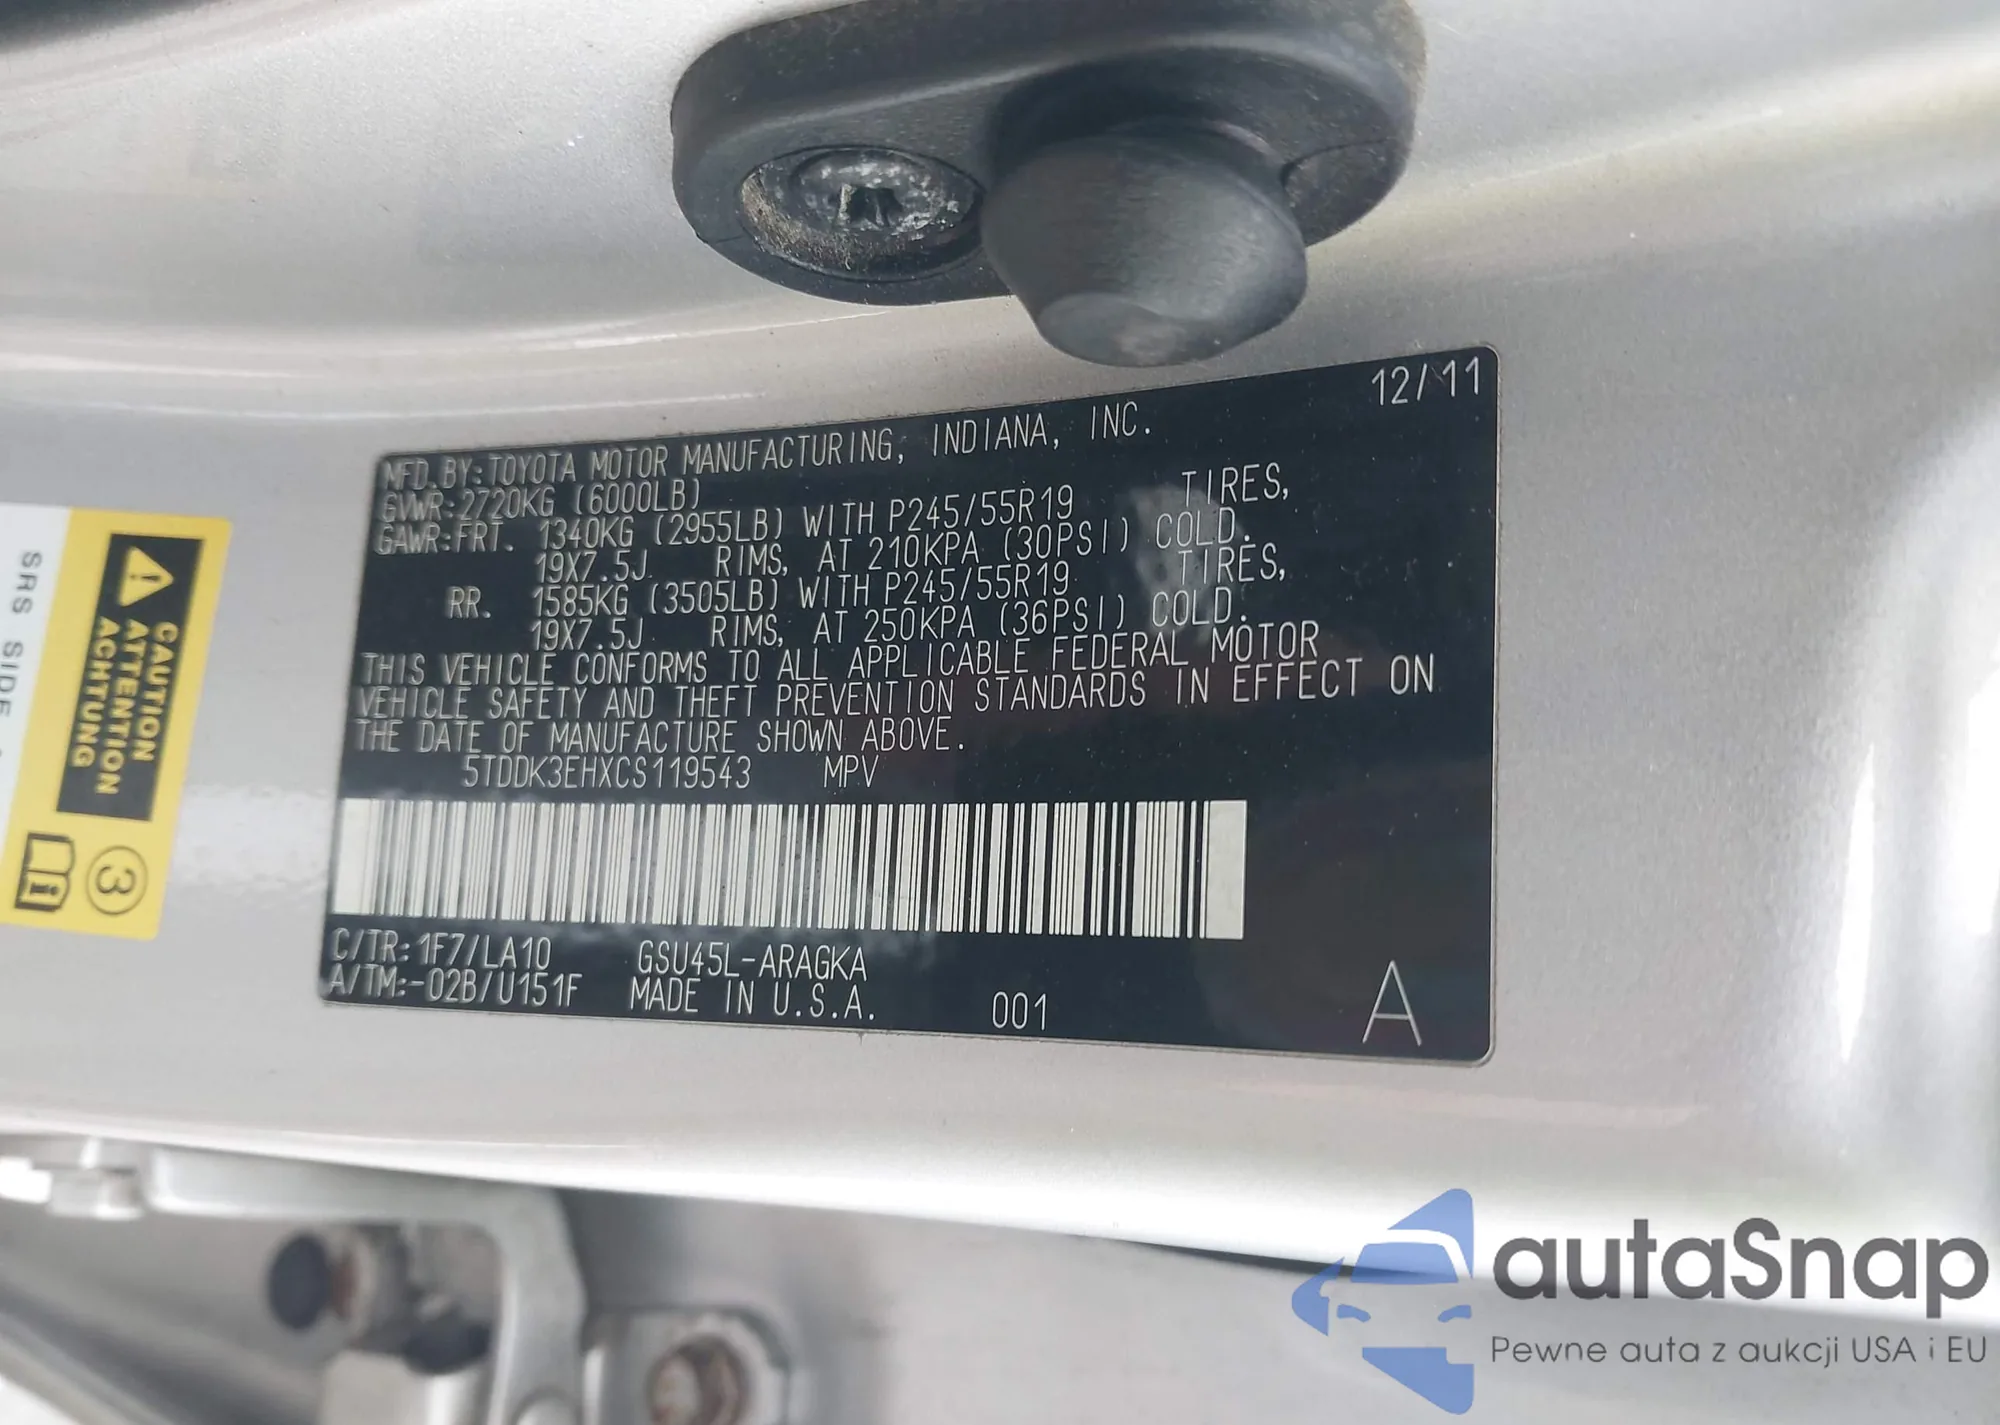 12/11
MFD.BY:TOYOTA MOTOR MANUFACTURING, INDIANA, INC.
GVWR:2720KG (6000LB)
GAWR:FRT. 1340KG (2955LB) WITH P245/55R19 TIRES,
19X7.5J RIMS, AT 210KPA (30PSI) COLD.
RR. 1585KG (3505LB) WITH P245/55R19 TIRES,
19X7.5J RIMS, AT 250KPA (36PSI) COLD.
THIS VEHICLE CONFORMS TO ALL APPLICABLE FEDERAL MOTOR
VEHICLE SAFETY AND THEFT PREVENTION STANDARDS IN EFFECT ON
THE DATE OF MANUFACTURE SHOWN ABOVE.
5TDDK3EHXCS119543 MPV
C/TR:1F7/LA10 GSU45L-ARAGKA
A/TM:-02B/U151F MADE IN U.S.A. 001 A
SRS SIDE
CAUTION
ATTENTION
ACHTUNG
3
autaSnap
Pewne auta z aukcji USA i EU